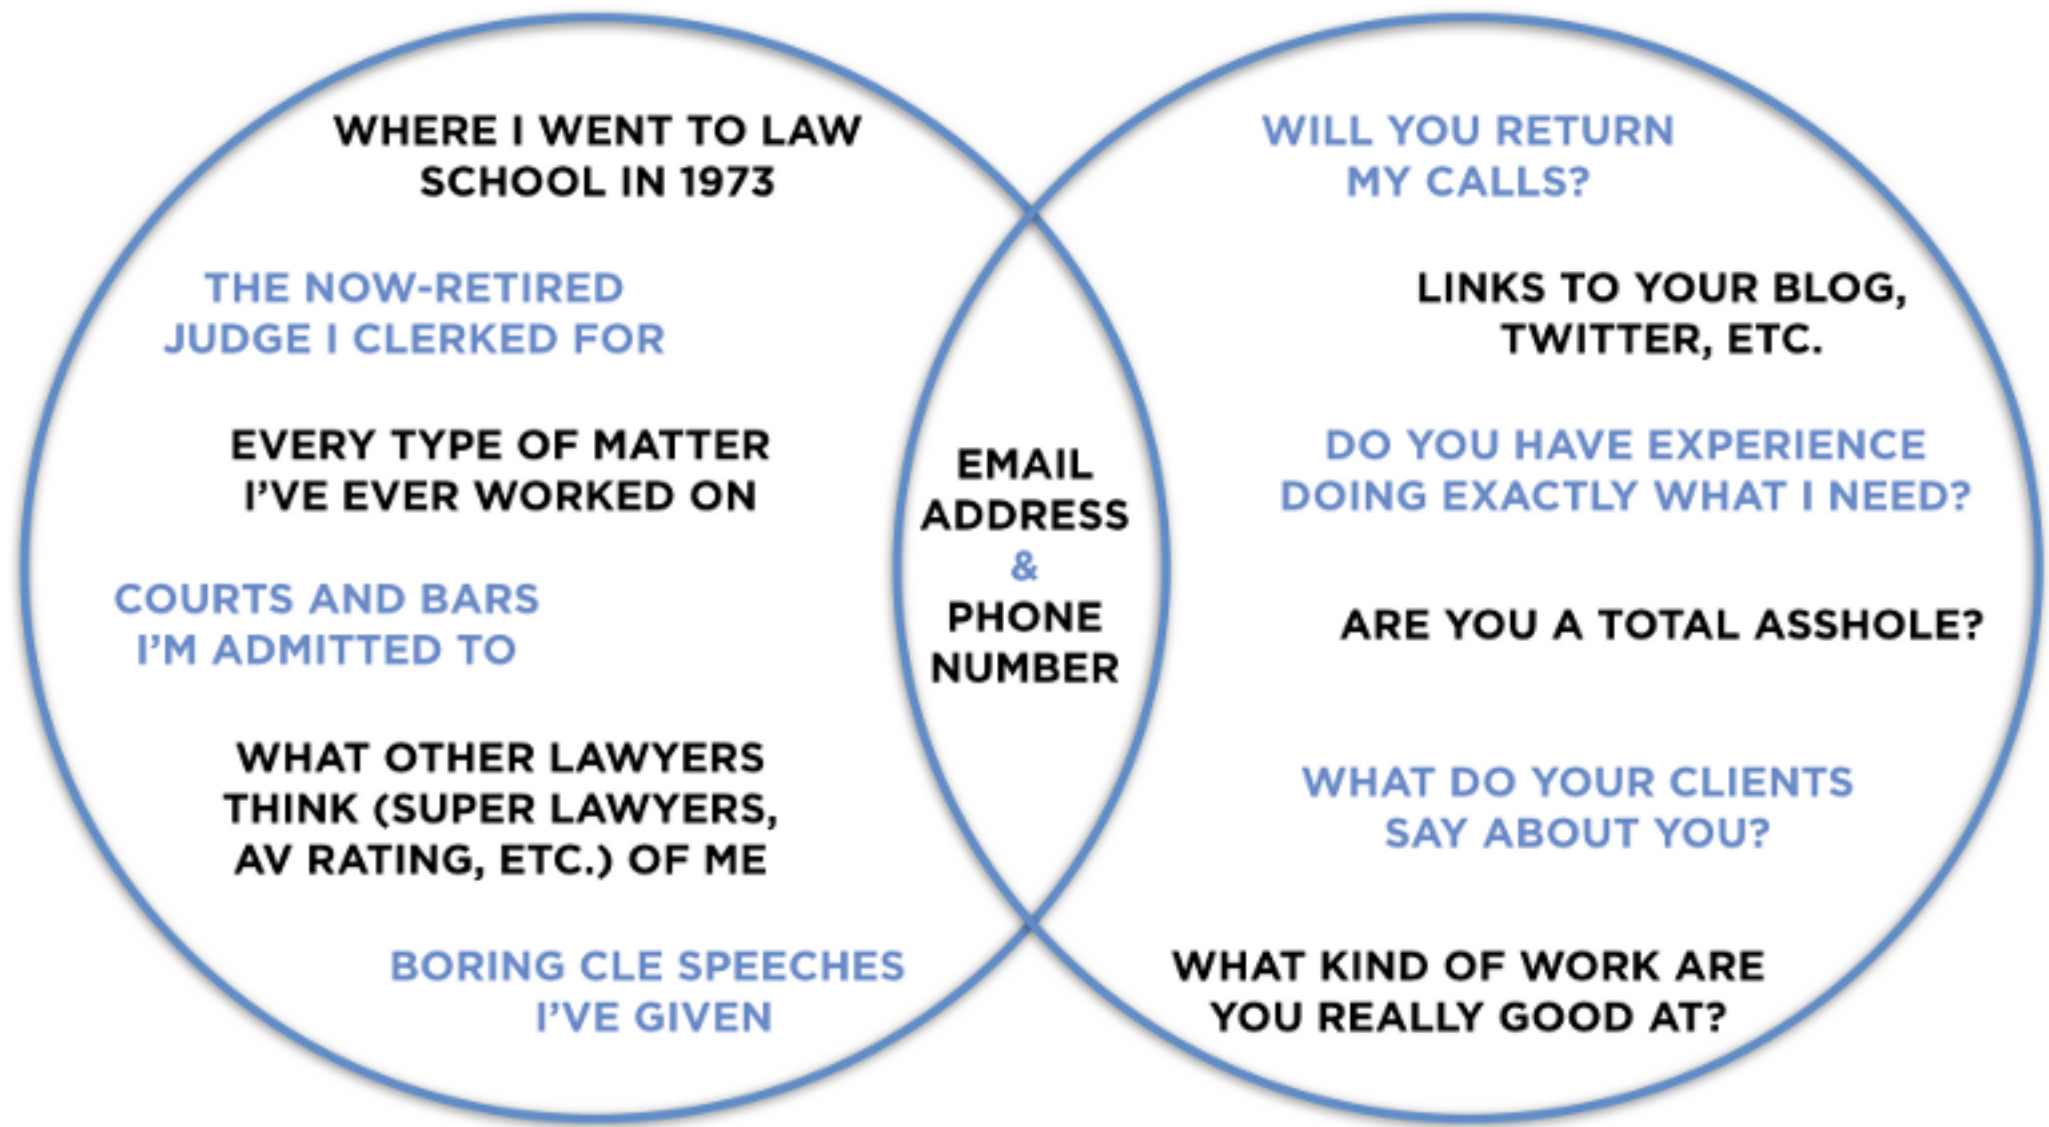 WHERE I WENT TO LAW
SCHOOL IN 1973
THE NOW-RETIRED
JUDGE I CLERKED FOR
EVERY TYPE OF MATTER
I'VE EVER WORKED ON
COURTS AND BARS
I'M ADMITTED TO
WHAT OTHER LAWYERS
THINK (SUPER LAWYERS,
AV RATING, ETC.) OF ME
BORING CLE SPEECHES
I'VE GIVEN
EMAIL
ADDRESS
&
PHONE
NUMBER
WILL YOU RETURN
MY CALLS?
LINKS TO YOUR BLOG,
TWITTER, ETC.
DO YOU HAVE EXPERIENCE
DOING EXACTLY WHAT I NEED?
ARE YOU A TOTAL ASSHOLE?
WHAT DO YOUR CLIENTS
SAY ABOUT YOU?
WHAT KIND OF WORK ARE
YOU REALLY GOOD AT?